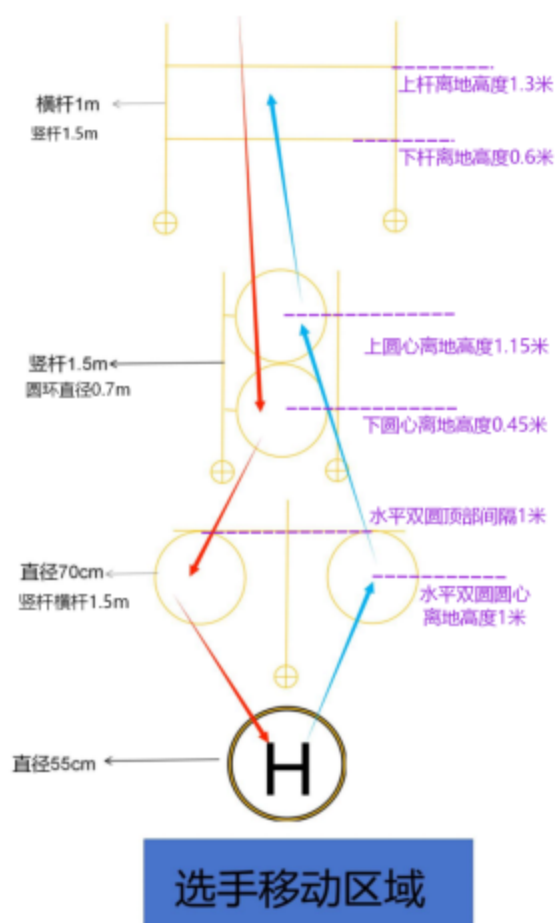 上杆离地高度1.3米
横杆1m
竖杆1.5m
下杆离地高度0.6米
上圆心离地高度1.15米
竖杆1.5m
圆环直径0.7m
下圆心离地高度0.45米
水平双圆顶部间隔1米
直径70cm
竖杆横杆1.5m
水平双圆圆心
离地高度1米
H
直径55cm
选手移动区域